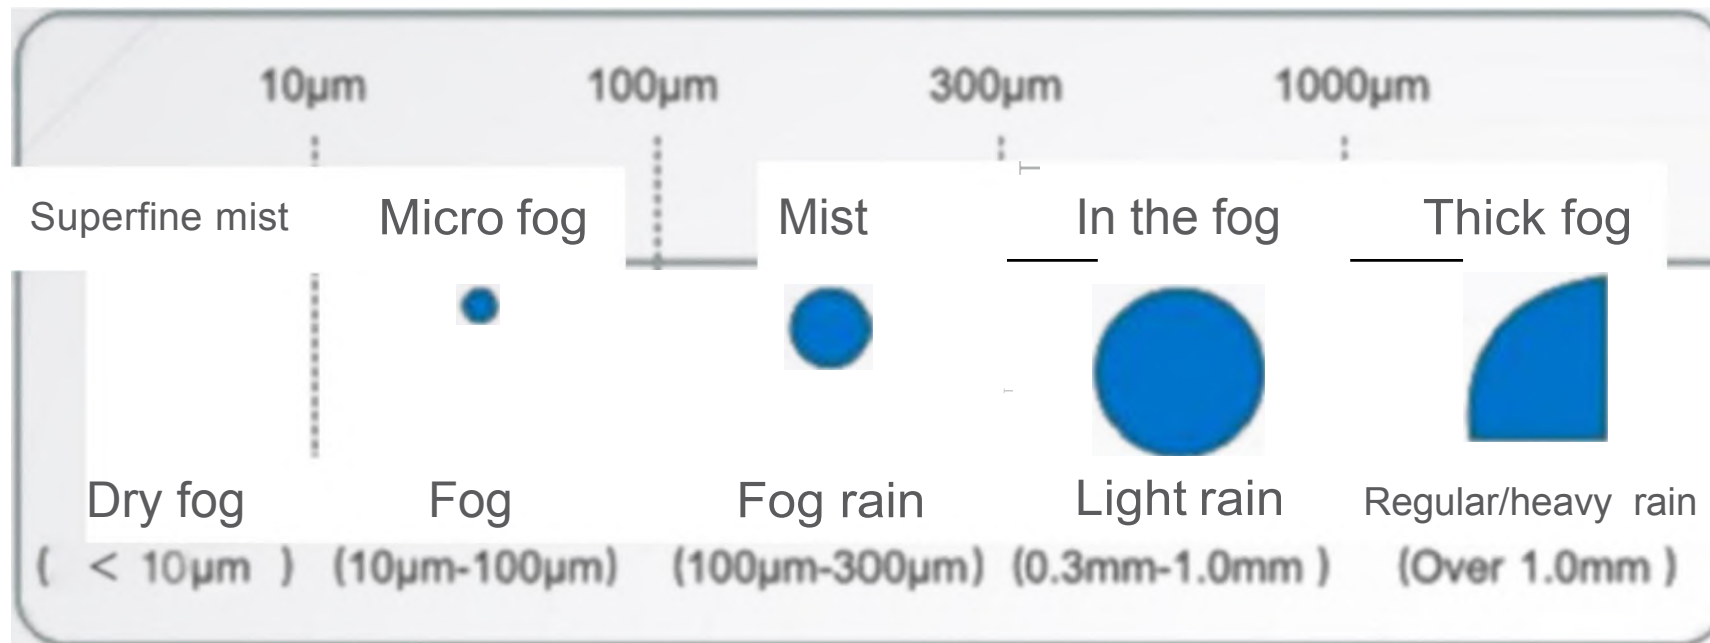 10µm 100µm 300µm 1000µm
Superfine mist Micro fog Mist In the fog Thick fog
Dry fog Fog Fog rain Light rain Regular/heavy rain
( < 10µm ) (10µm-100µm) (100µm-300µm) (0.3mm-1.0mm ) (Over 1.0mm )